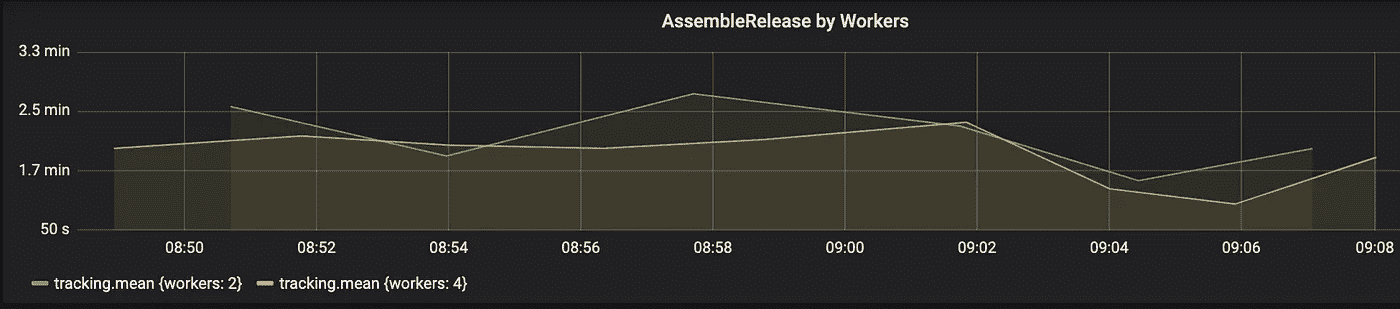 AssembleRelease by Workers
3.3 min
2.5 min
1.7 min
50 s
08:50 08:52 08:54 08:56 08:58 09:00 09:02 09:04 09:06 09:08
tracking.mean {workers: 2} tracking.mean {workers: 4}